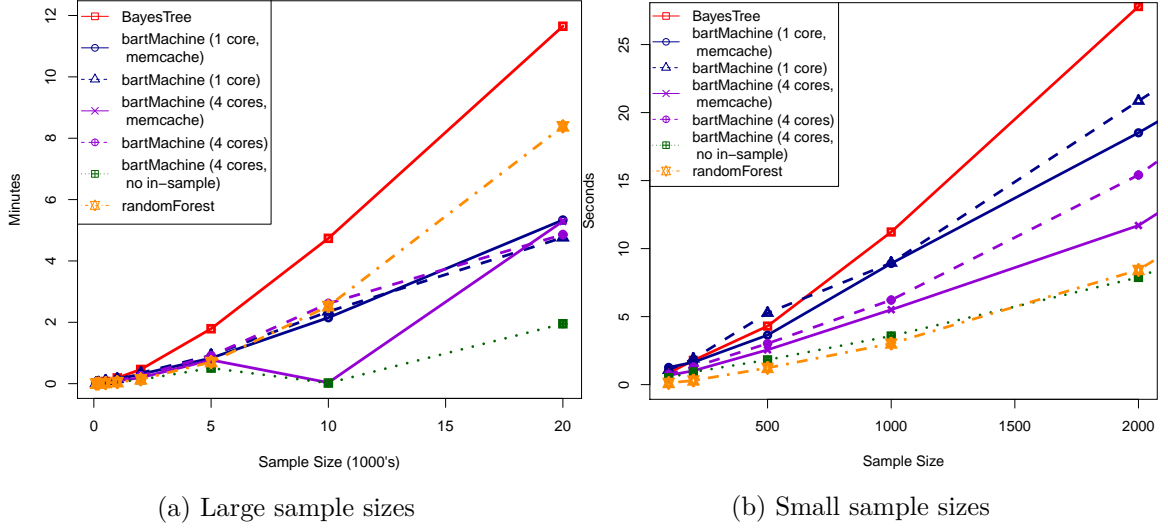 BayesTree
bartMachine (1 core,
memcache)
bartMachine (1 core)
bartMachine (4 cores,
memcache)
bartMachine (4 cores)
bartMachine (4 cores,
no in−sample)
randomForest
12
10
8
6
4
2
0
Minutes
0
5
10
15
20
Sample Size (1000's)
(a) Large sample sizes
BayesTree
bartMachine (1 core,
memcache)
bartMachine (1 core)
bartMachine (4 cores,
memcache)
bartMachine (4 cores)
bartMachine (4 cores,
no in−sample)
randomForest
25
20
15
10
5
0
Seconds
500
1000
1500
2000
Sample Size
(b) Small sample sizes